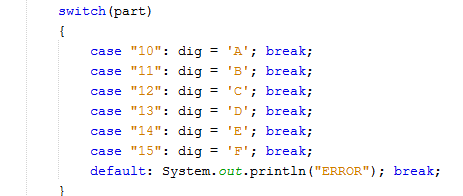 switch(part)
{
case "10": dig = 'A'; break;
case "11": dig = 'B'; break;
case "12": dig = 'C'; break;
case "13": dig = 'D'; break;
case "14": dig = 'E'; break;
case "15": dig = 'F'; break;
default: System.out.println("ERROR"); break;
}